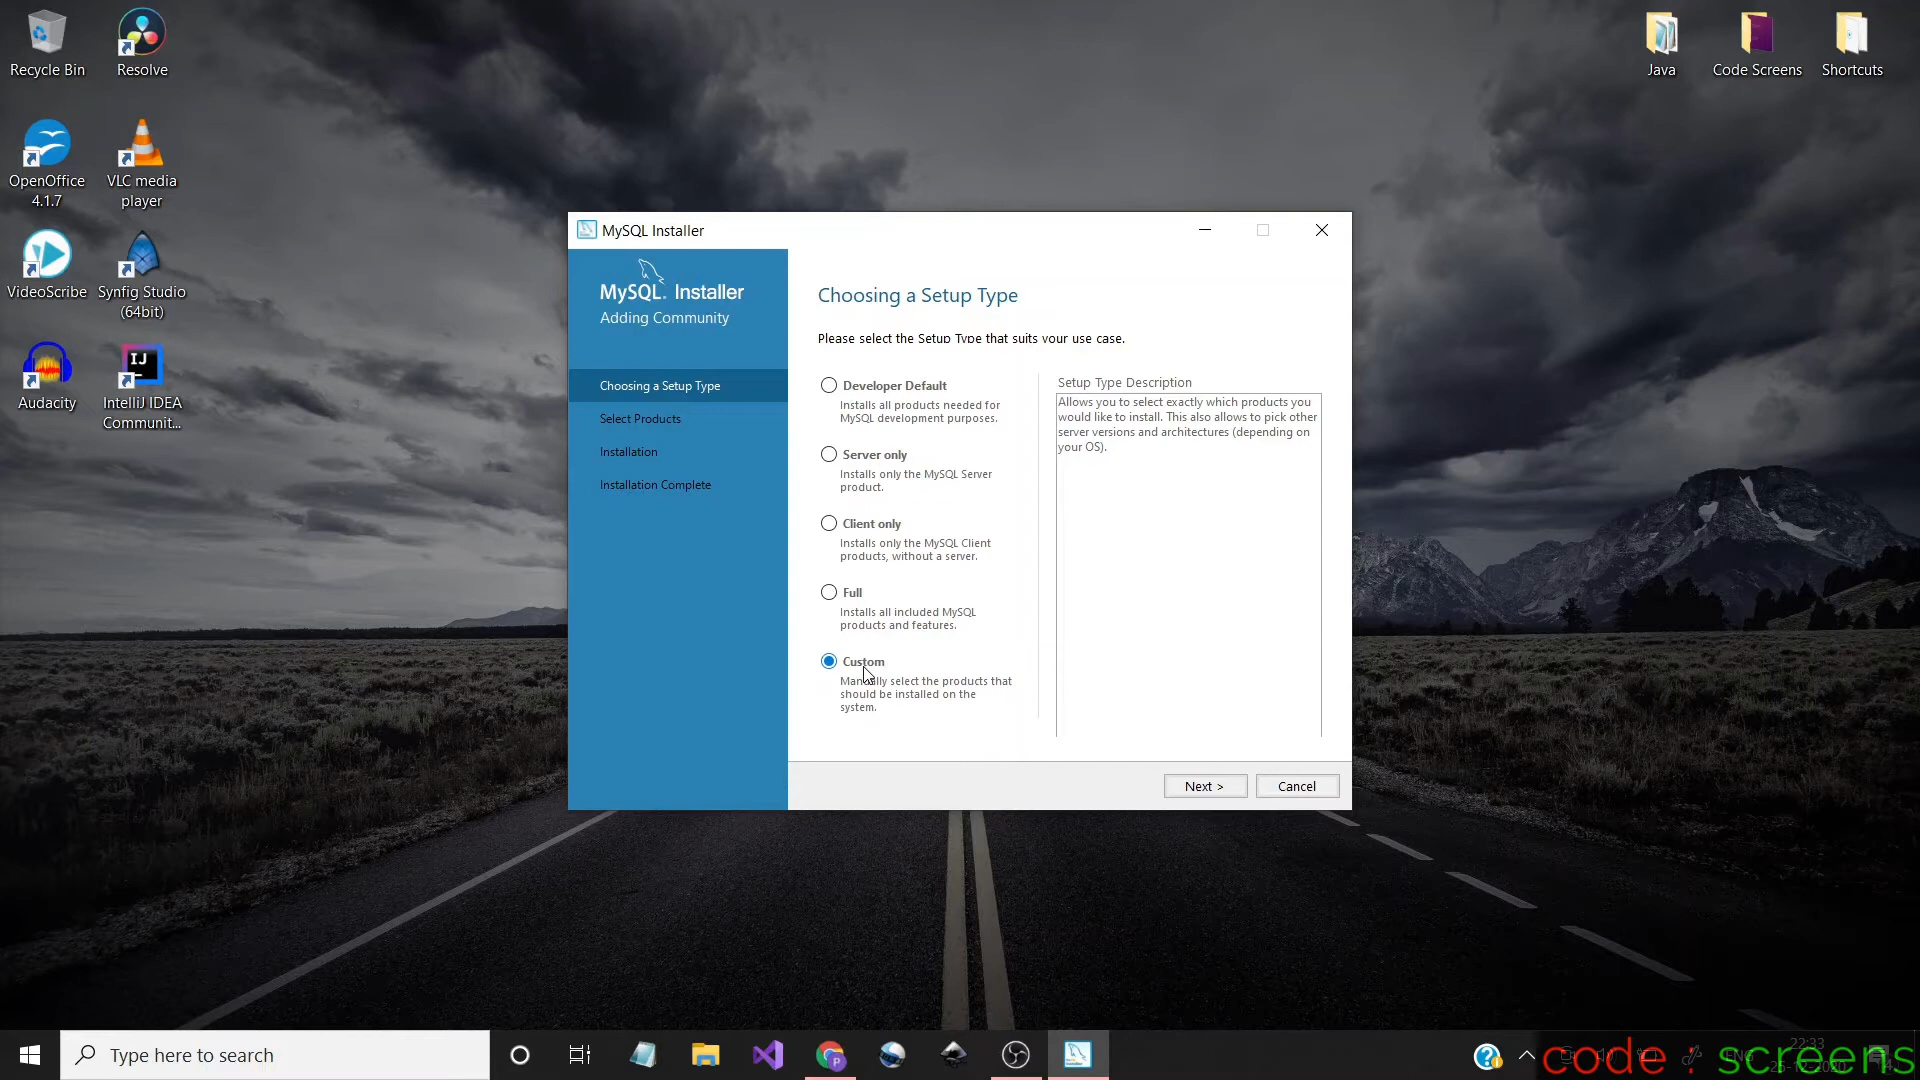 Recycle Bin
Resolve
Java
Code Screens
Shortcuts
OpenOffice
4.1.7
VLC media
player
VideoScribe
Synfig Studio
(64bit)
Audacity
IntelliJ IDEA
Communit...
MySQL Installer
MySQL. Installer
Adding Community
Choosing a Setup Type
Select Products
Installation
Installation Complete
Choosing a Setup Type
Please select the Setup Type that suits your use case.
Developer Default
Installs all products needed for
MySQL development purposes.
Server only
Installs only the MySQL Server
product.
Client only
Installs only the MySQL Client
products, without a server.
Full
Installs all included MySQL
products and features.
Custom
Manually select the products that
should be installed on the
system.
Setup Type Description
Allows you to select exactly which products you
would like to install. This also allows to pick other
server versions and architectures (depending on
your OS).
Next >
Cancel
Type here to search
ENG
22:33
code : screens